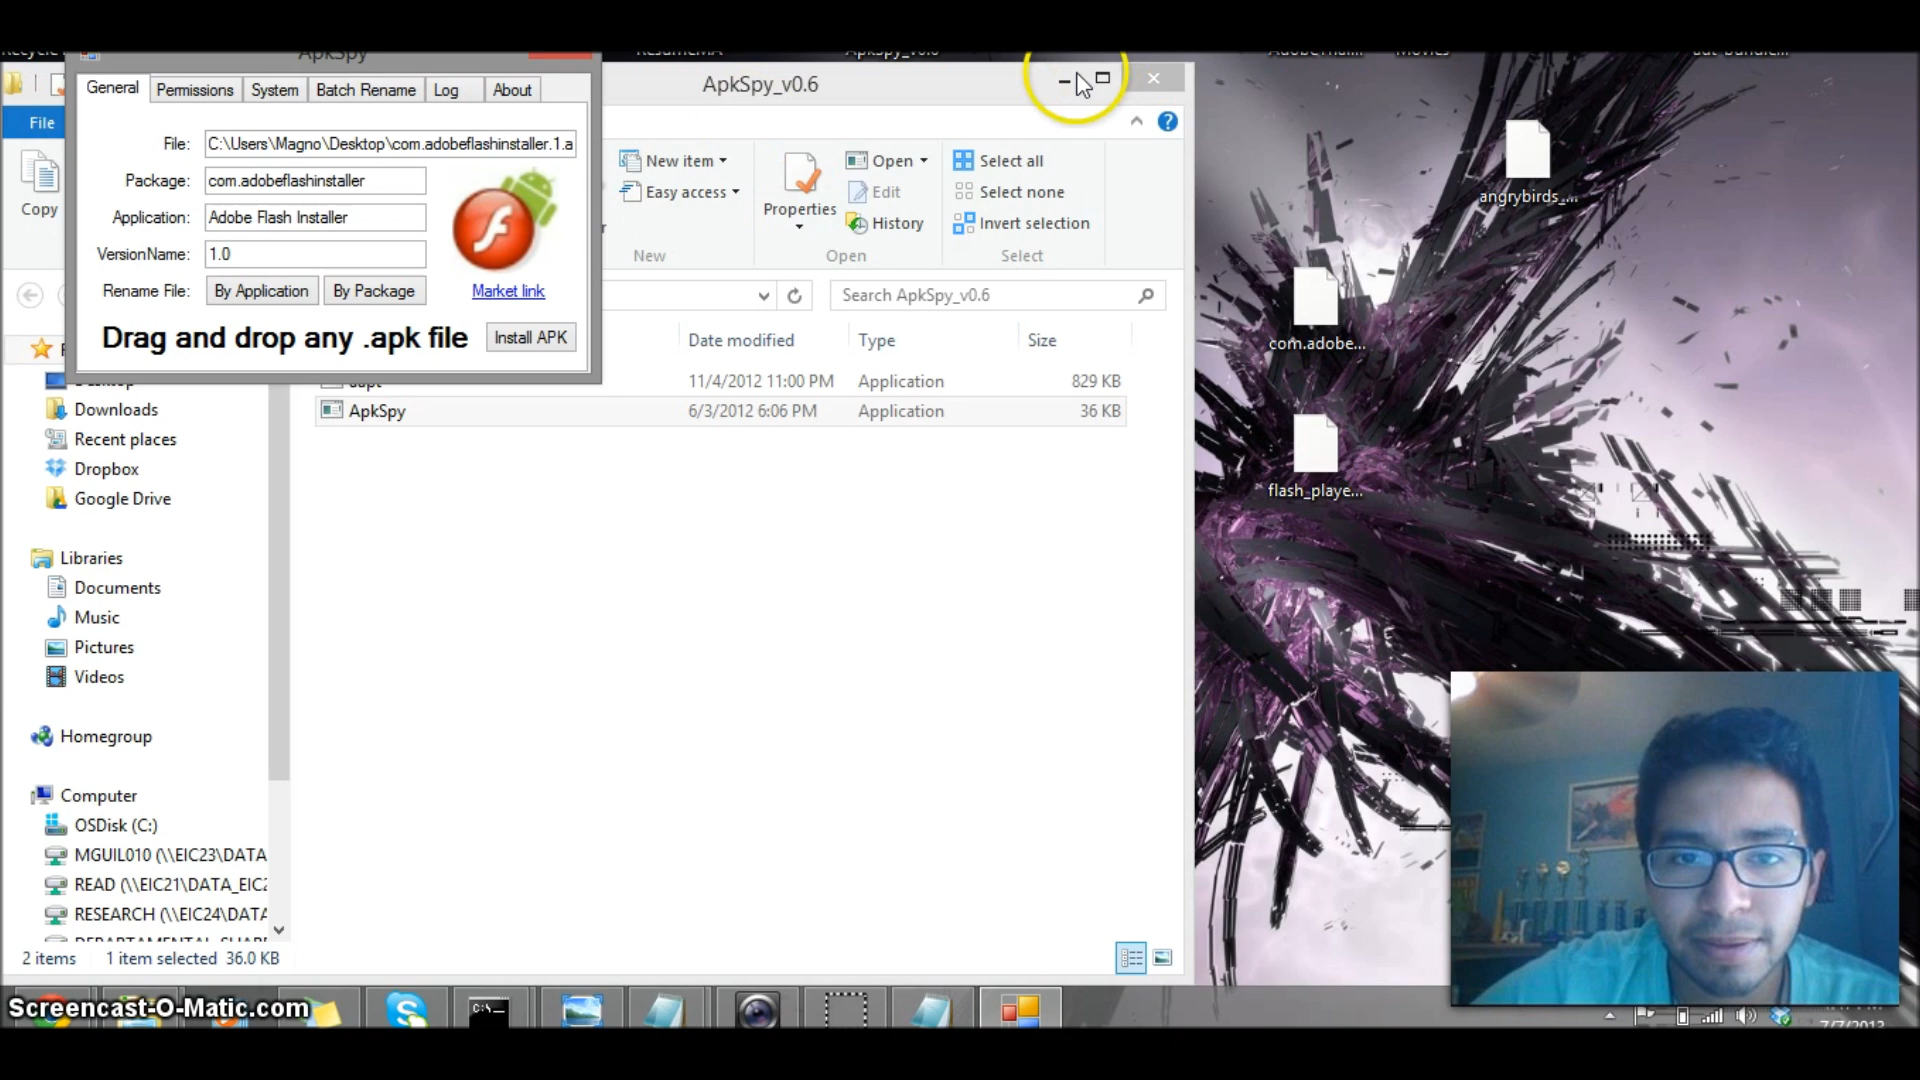 ApkSpy
General Permissions System Batch Rename Log About
File: C:\Users\Magno\Desktop\com.adobeflashinstaller.1.a
Package: com.adobeflashinstaller
Application: Adobe Flash Installer
VersionName: 1.0
Rename File: By Application By Package Market link
Drag and drop any .apk file Install APK
ApkSpy_v0.6
File
Copy
New item
Easy access
New
Properties
Open
Edit
History
Open
Select all
Select none
Invert selection
Select
Search ApkSpy_v0.6
Date modified Type Size
11/4/2012 11:00 PM Application 829 KB
ApkSpy 6/3/2012 6:06 PM Application 36 KB
Downloads
Recent places
Dropbox
Google Drive
Libraries
Documents
Music
Pictures
Videos
Homegroup
Computer
OSDisk (C:)
MGUIL010 (\\EIC23\DATA
READ (\\EIC21\DATA_EIC2
RESEARCH (\\EIC24\DATA
2 items 1 item selected 36.0 KB
angrybirds_...
com.adobe...
flash_playe...
Screencast-O-Matic.com
7/7/2013